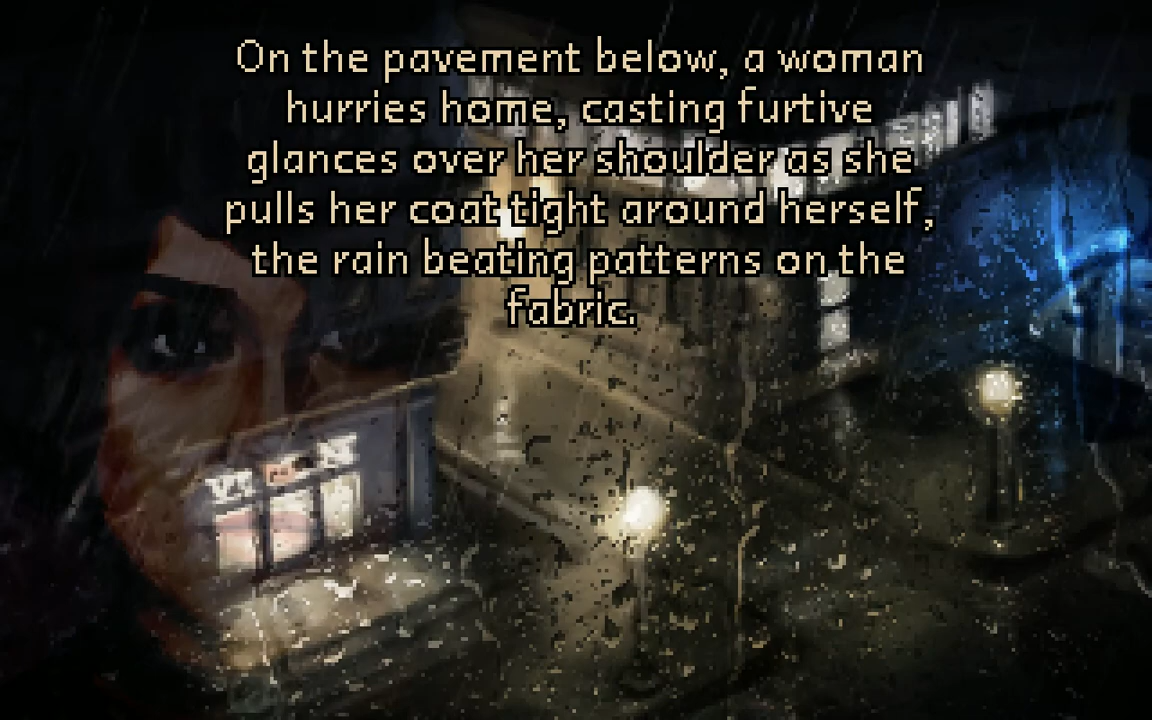 On the pavement below, a woman
hurries home, casting furtive
glances over her shoulder as she
pulls her coat tight around herself,
the rain beating patterns on the
fabric.